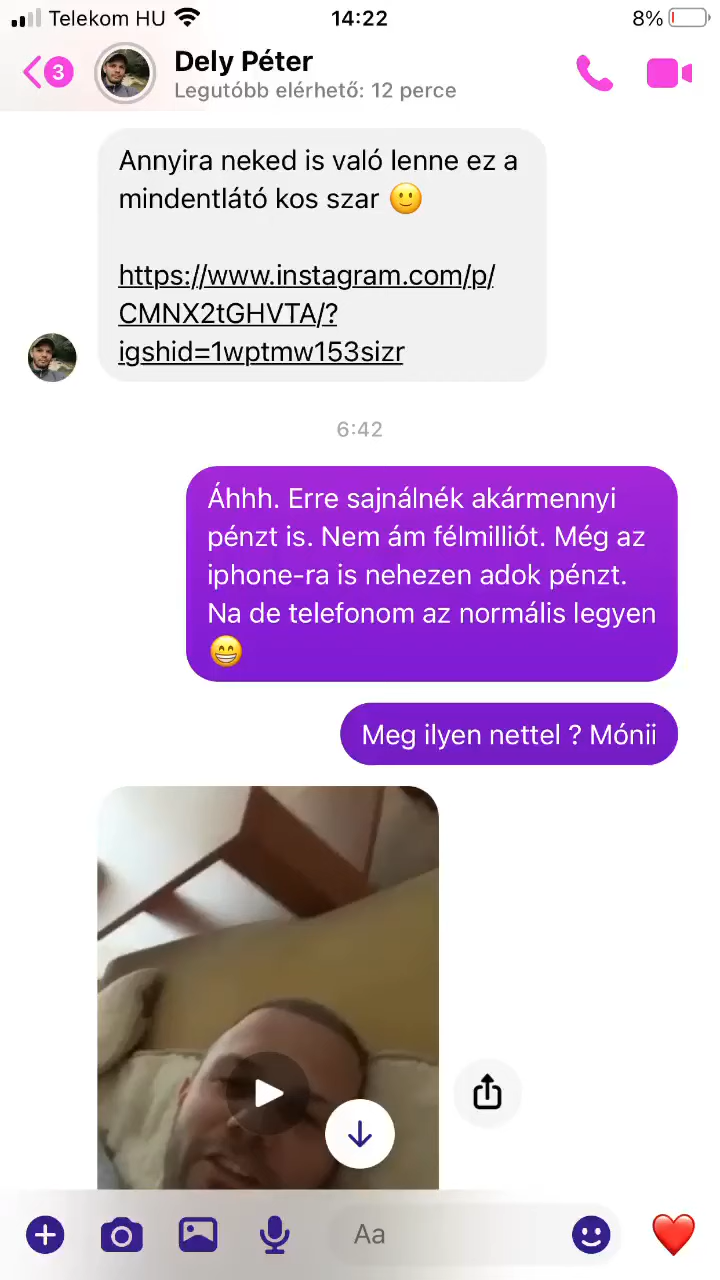 Telekom HU 14:22 8%
3 Dely Péter
Legutóbb elérhető: 12 perce
Annyira neked is való lenne ez a
mindentlátó kos szar 🙂
https://www.instagram.com/p/
CMNX2tGHVTA/?
igshid=1wptmw153sizr
6:42
Áhhh. Erre sajnálnék akármennyi
pénzt is. Nem ám félmilliót. Még az
iphone-ra is nehezen adok pénzt.
Na de telefonom az normális legyen
😁
Meg ilyen nettel ? Mónii
Aa